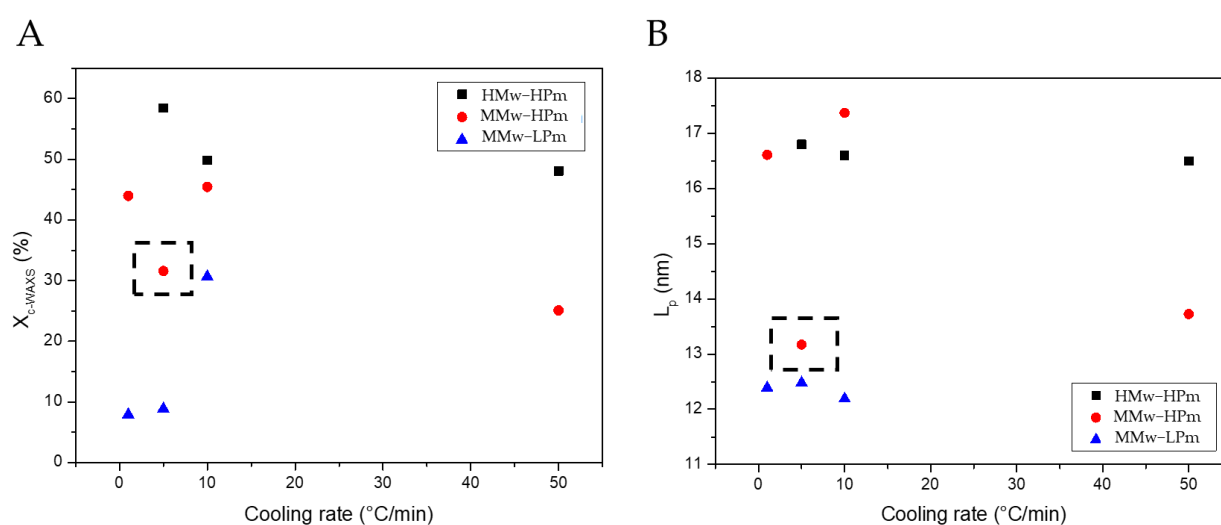 A
X_c-WAXS (%)
60
50
40
30
20
10
0
HMw–HPm
MMw–HPm
MMw–LPm
0
10
20
30
40
50
Cooling rate (°C/min)
B
L_p (nm)
18
17
16
15
14
13
12
11
HMw–HPm
MMw–HPm
MMw–LPm
0
10
20
30
40
50
Cooling rate (°C/min)